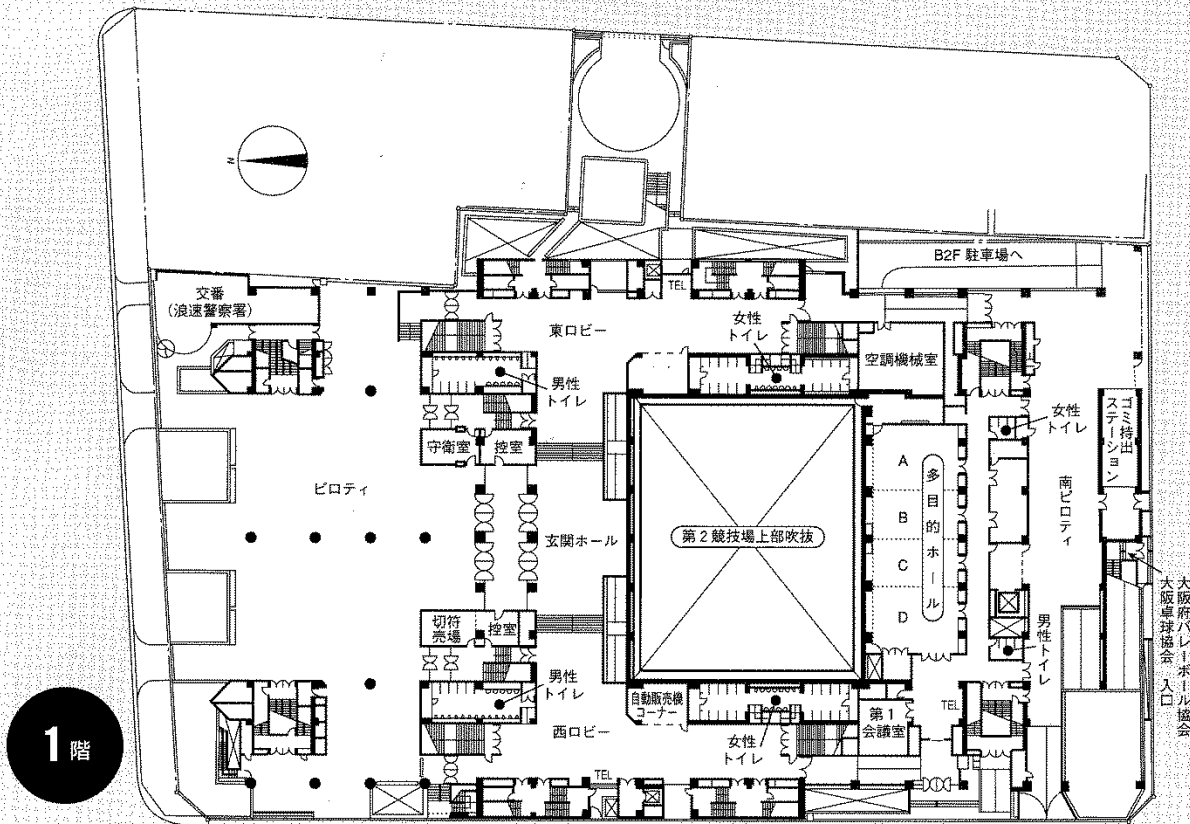 N
B2F 駐車場へ
交番
(浪速警察署)
TEL
東ロビー
女性
トイレ
空調機械室
男性
トイレ
女性
トイレ
ゴミ持出
ステーション
守衛室
控室
A
B
C
D
多目的ホール
ピロティ
南ピロティ
玄関ホール
第2競技場上部吹抜
切符
売場
控室
男性
トイレ
大阪府バレーボール協会
大阪卓球協会 入口
男性
トイレ
自動販売機
コーナー
第1
会議室
TEL
西ロビー
女性
トイレ
TEL
1階